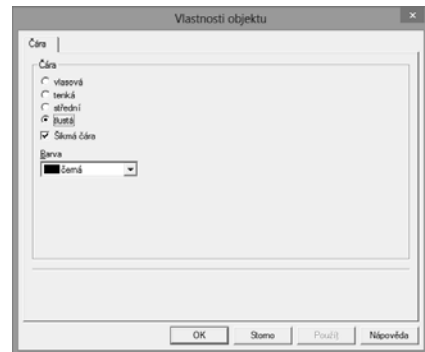 Vlastnosti objektu
Čára
Čára
vlasová
tenká
střední
tlustá
Šikmá čára
Barva
černá
OK Storno Použít Nápověda